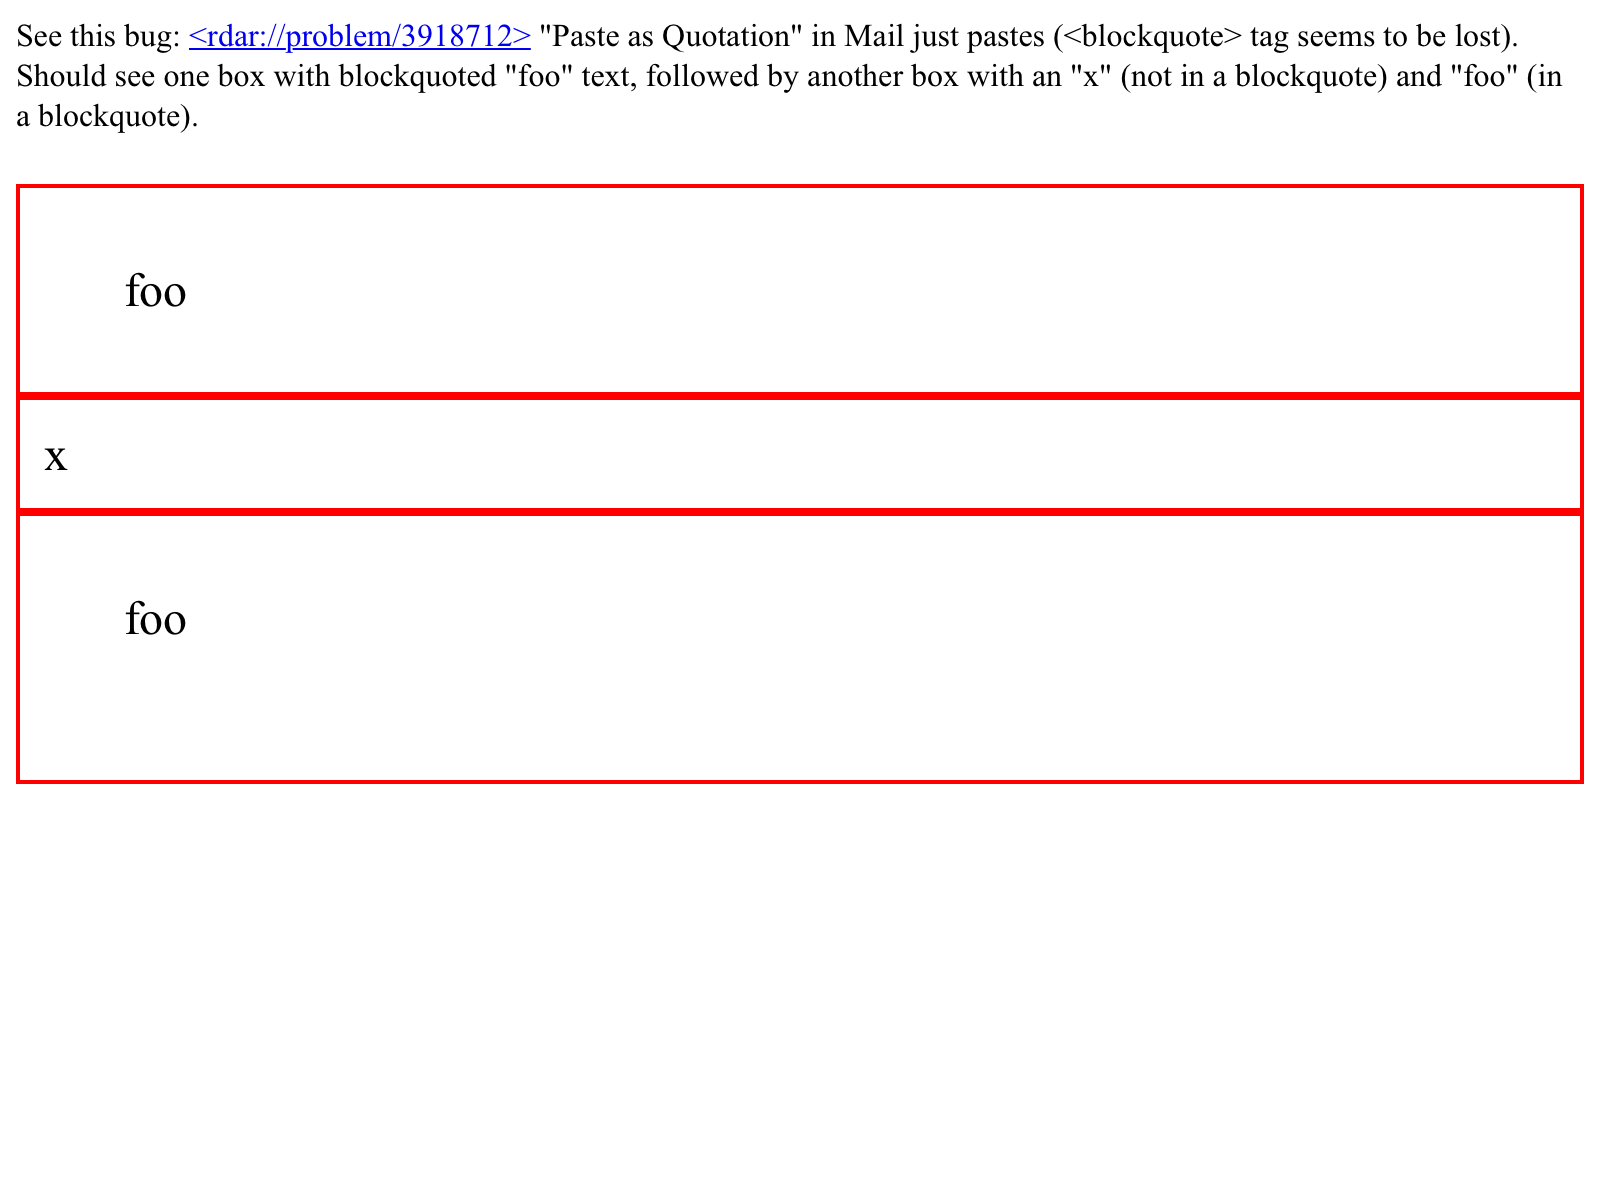 See this bug: <rdar://problem/3918712> "Paste as Quotation" in Mail just pastes (<blockquote> tag seems to be lost).
Should see one box with blockquoted "foo" text, followed by another box with an "x" (not in a blockquote) and "foo" (in
a blockquote).
foo
x
foo